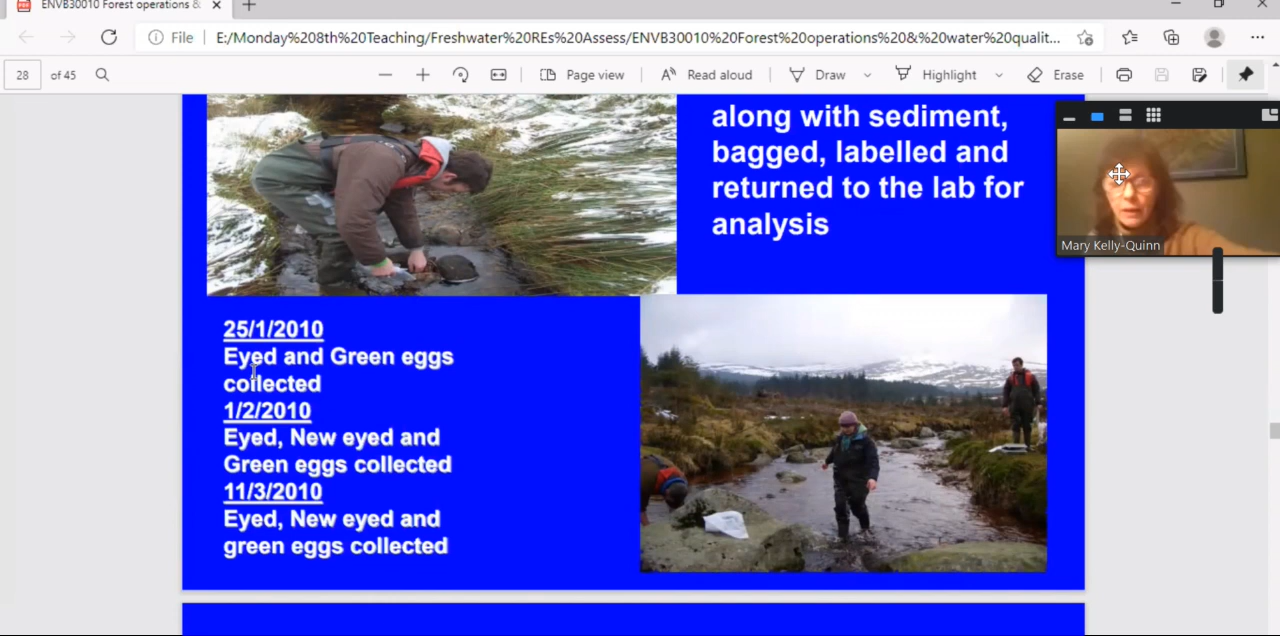 ENVB30010 Forest operations &
File
E:/Monday%208th%20Teaching/Freshwater%20REs%20Assess/ENVB30010%20Forest%20operations%20&%20water%20qualit...
28 of 45
Page view
Read aloud
Draw
Highlight
Erase
along with sediment,
bagged, labelled and
returned to the lab for
analysis
Mary Kelly-Quinn
25/1/2010
Eyed and Green eggs
collected
1/2/2010
Eyed, New eyed and
Green eggs collected
11/3/2010
Eyed, New eyed and
green eggs collected